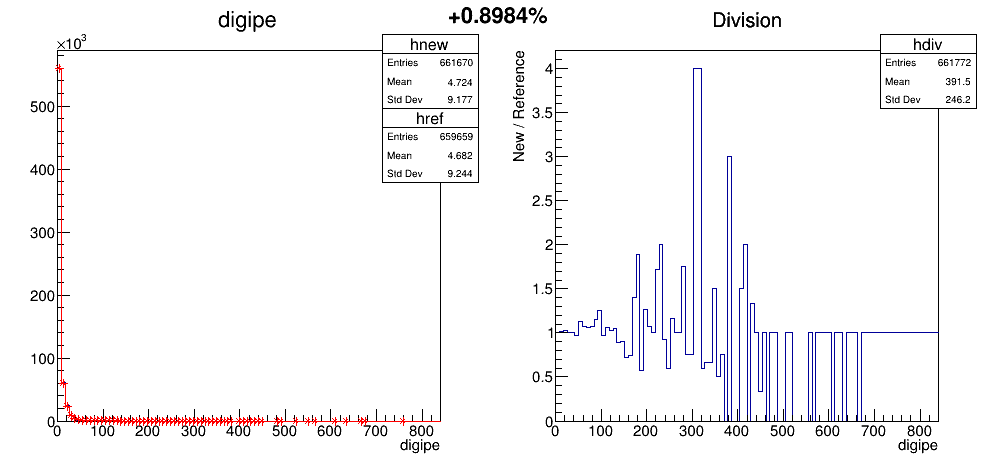 digipe
+0.8984%
Division
×10³
hnew
Entries 661670
Mean 4.724
Std Dev 9.177
href
Entries 659659
Mean 4.682
Std Dev 9.244
500
400
300
200
100
0
0 100 200 300 400 500 600 700 800
digipe
hdiv
Entries 661772
Mean 391.5
Std Dev 246.2
New / Reference
4
3.5
3
2.5
2
1.5
1
0.5
0
0 100 200 300 400 500 600 700 800
digipe